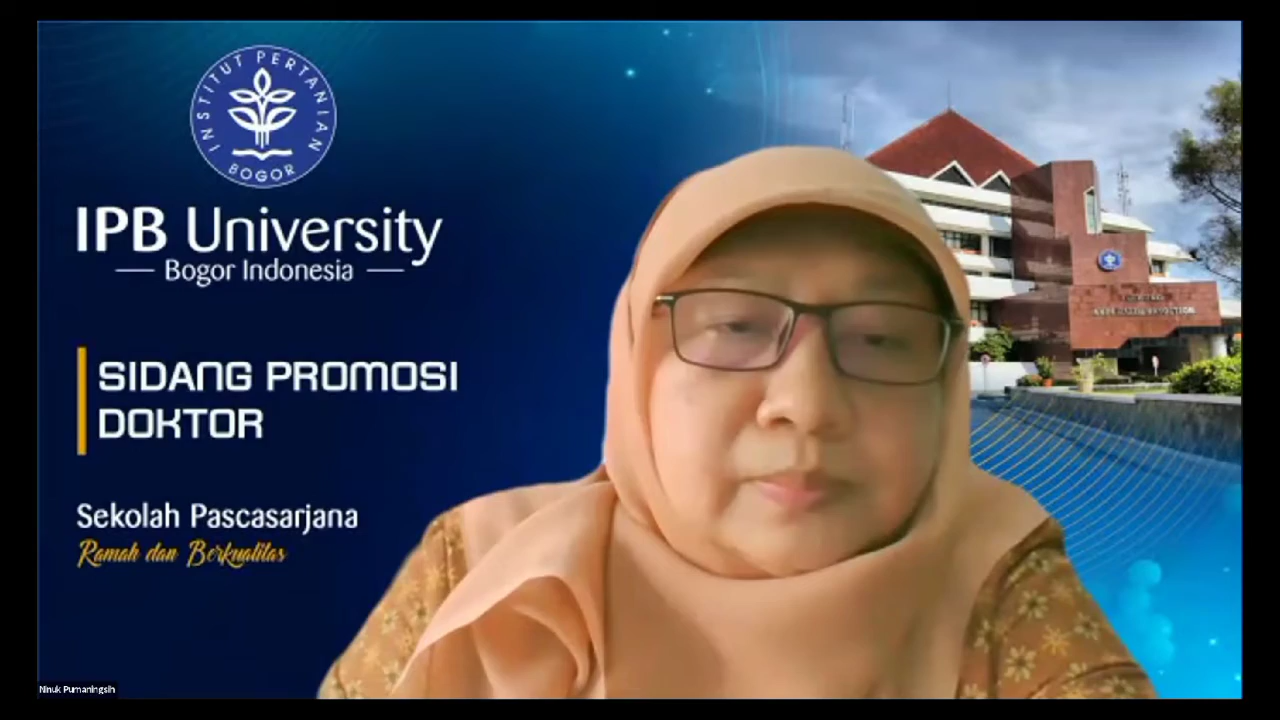 INSTITUT PERTANIAN
BOGOR
IPB University
Bogor Indonesia
SIDANG PROMOSI
DOKTOR
Sekolah Pascasarjana
Ramah dan Berkualitas
Ninuk Purnaningsih